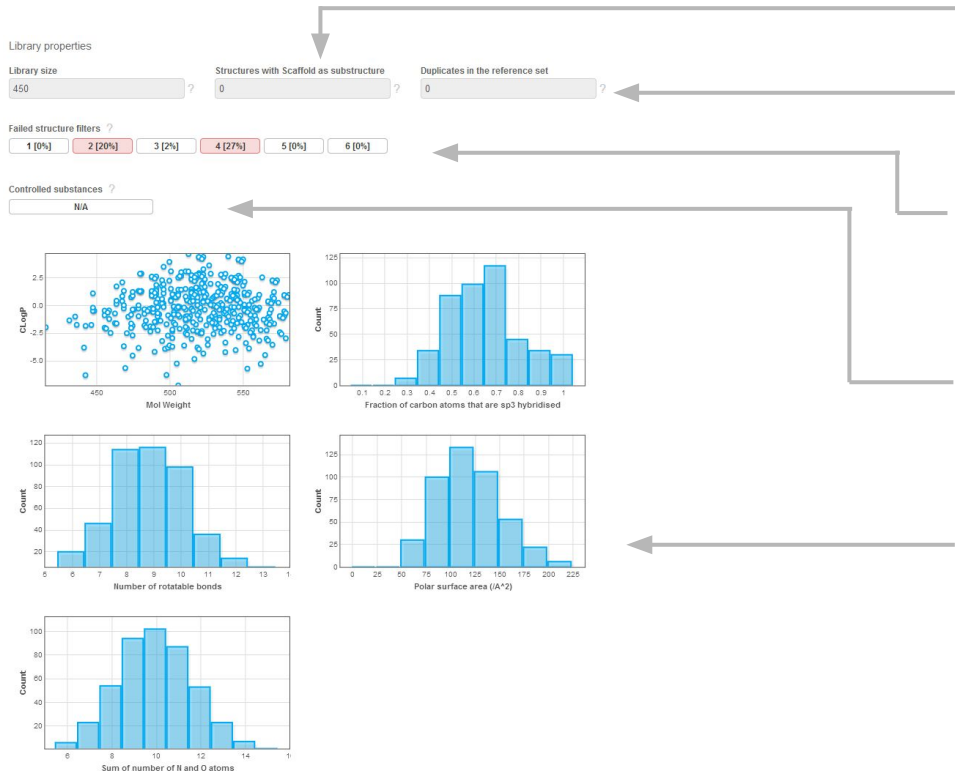 Library properties
Library size Structures with Scaffold as substructure Duplicates in the reference set
450 ? 0 ? 0 ?
Failed structure filters ?
1 [0%] 2 [20%] 3 [2%] 4 [27%] 5 [0%] 6 [0%]
Controlled substances ?
N/A
2.5
0.0
-2.5
-5.0
CLogP
450 500 550
Mol Weight
125
100
75
50
25
0
Count
0.1 0.2 0.3 0.4 0.5 0.6 0.7 0.8 0.9 1
Fraction of carbon atoms that are sp3 hybridised
120
100
80
60
40
20
Count
5 6 7 8 9 10 11 12 13 1
Number of rotatable bonds
150
125
100
75
50
25
0
Count
0 25 50 75 100 125 150 175 200 225
Polar surface area (/A^2)
100
80
60
40
20
Count
6 8 10 12 14 1
Sum of number of N and O atoms